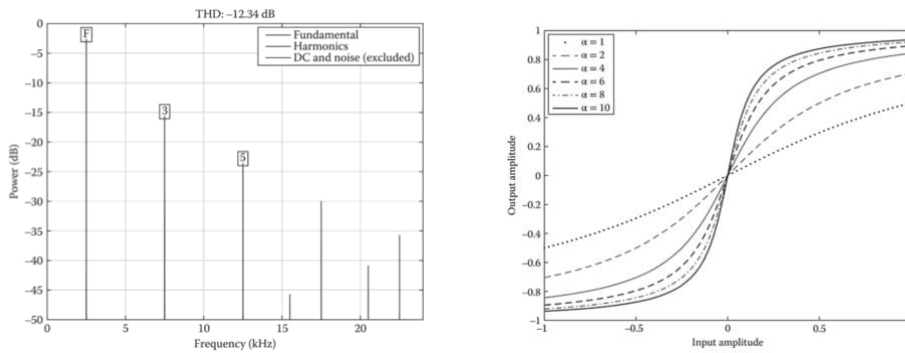 THD: –12.34 dB
F
3
5
Fundamental
Harmonics
DC and noise (excluded)
0
–5
–10
–15
–20
–25
–30
–35
–40
–45
–50
Power (dB)
0
5
10
15
20
Frequency (kHz)
α = 1
α = 2
α = 4
α = 6
α = 8
α = 10
1
0.8
0.6
0.4
0.2
0
–0.2
–0.4
–0.6
–0.8
–1
Output amplitude
–1
–0.5
0
0.5
Input amplitude